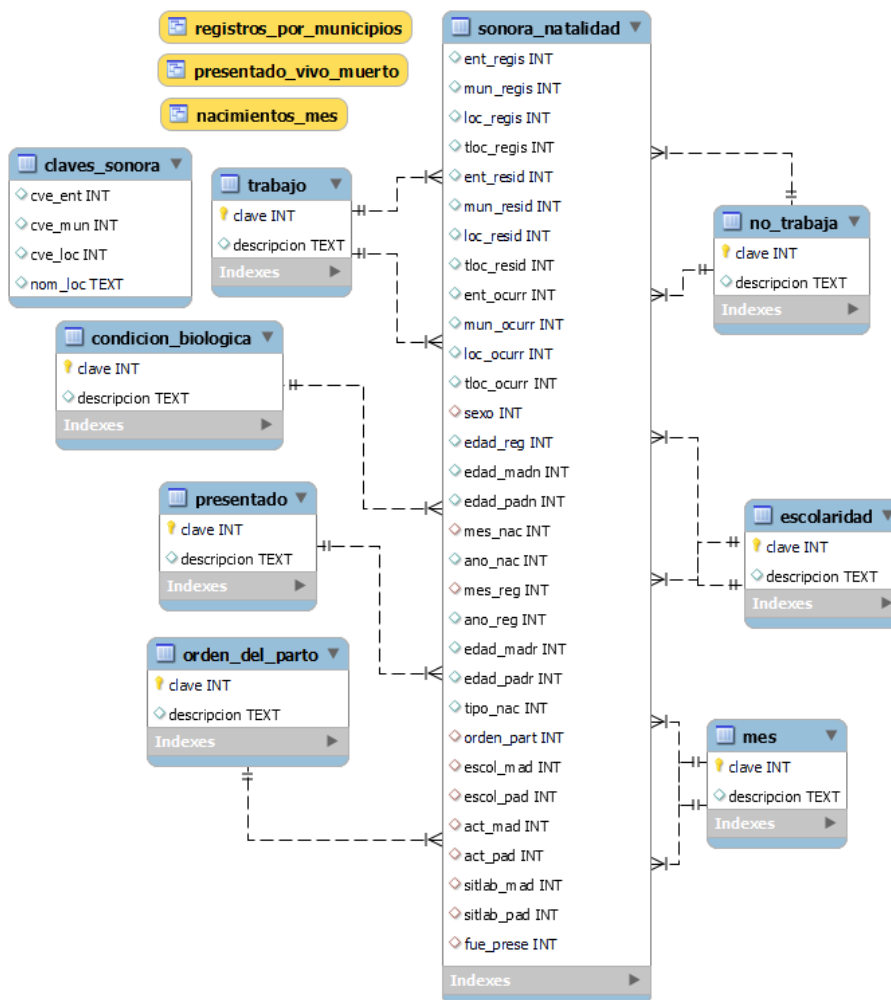 registros_por_municipios
presentado_vivo_muerto
nacimientos_mes
claves_sonora
cve_ent INT
cve_mun INT
cve_loc INT
nom_loc TEXT
trabajo
clave INT
descripcion TEXT
Indexes
condicion_biologica
clave INT
descripcion TEXT
Indexes
presentado
clave INT
descripcion TEXT
Indexes
orden_del_parto
clave INT
descripcion TEXT
Indexes
sonora_natalidad
ent_regis INT
mun_regis INT
loc_regis INT
tloc_regis INT
ent_resid INT
mun_resid INT
loc_resid INT
tloc_resid INT
ent_ocurr INT
mun_ocurr INT
loc_ocurr INT
tloc_ocurr INT
sexo INT
edad_reg INT
edad_madn INT
edad_padn INT
mes_nac INT
ano_nac INT
mes_reg INT
ano_reg INT
edad_madr INT
edad_padr INT
tipo_nac INT
orden_part INT
escol_mad INT
escol_pad INT
act_mad INT
act_pad INT
sitlab_mad INT
sitlab_pad INT
fue_prese INT
Indexes
no_trabaja
clave INT
descripcion TEXT
Indexes
escolaridad
clave INT
descripcion TEXT
Indexes
mes
clave INT
descripcion TEXT
Indexes